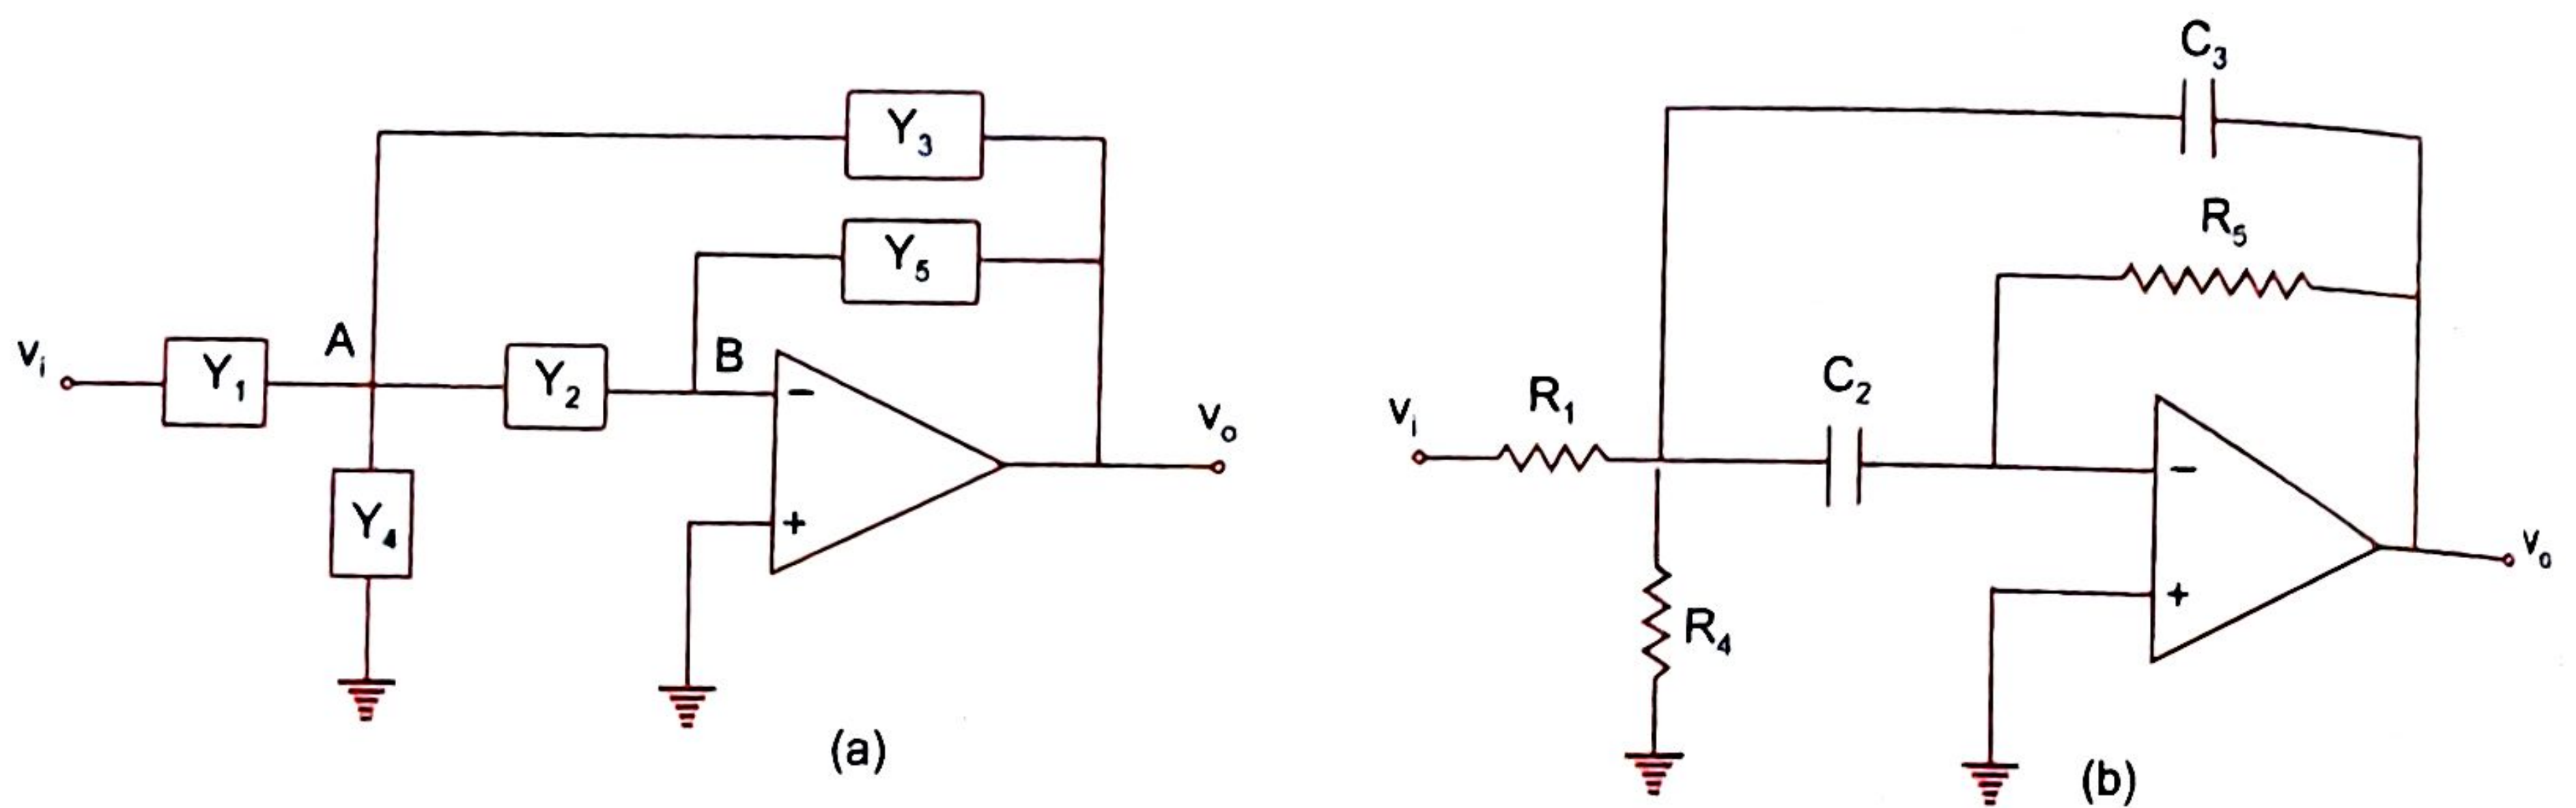 Y₃
Y₅
A
B
vᵢ
Y₁
Y₂
−
vₒ
Y₄
+
(a)
C₃
R₅
C₂
R₁
vᵢ
−
vₒ
+
R₄
(b)